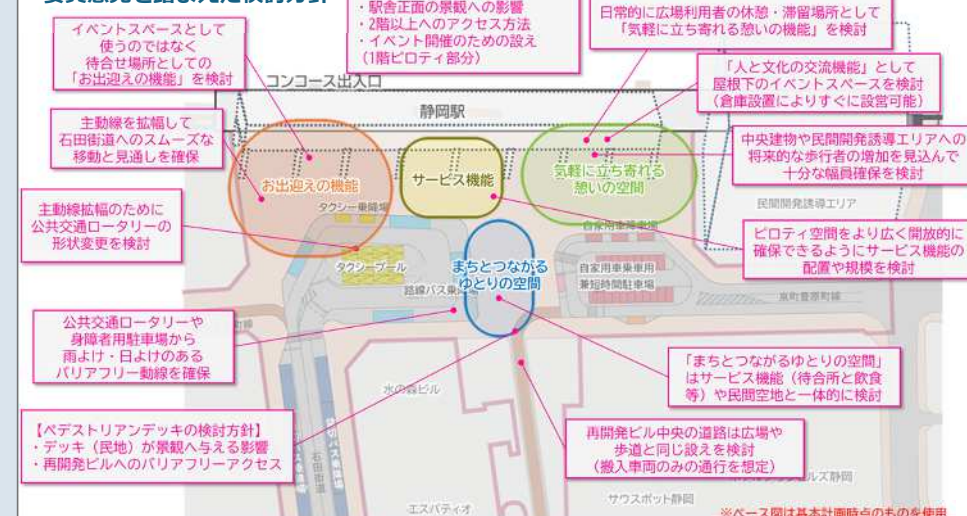 要共意見を踏まえた検討方針
・駅舎正面の景観への影響
・2階以上へのアクセス方法
・イベント開催のための設え
（1階ピロティ部分）
日常的に広場利用者の休憩・滞留場所として
「気軽に立ち寄れる憩いの機能」を検討
イベントスペースとして
使うのではなく
待合せ場所としての
「お出迎えの機能」を検討
「人と文化の交流機能」として
屋根下のイベントスペースを検討
（倉庫設置によりすぐに設営可能）
コンコース出入口
静岡駅
主動線を拡幅して
石田街道へのスムーズな
移動と見通しを確保
中央建物や民間開発誘導エリアへの
将来的な歩行者の増加を見込んで
十分な幅員確保を検討
お出迎えの機能
サービス機能
気軽に立ち寄れる
憩いの空間
民間開発誘導エリア
タクシー乗降場
自家用車降車場
主動線拡幅のために
公共交通ロータリーの
形状変更を検討
ピロティ空間をより広く開放的に
確保できるようにサービス機能の
配置や規模を検討
タクシープール
まちとつながる
ゆとりの空間
自家用車乗車用
兼短時間駐車場
路線バス乗降場
南町豊原町線
公共交通ロータリーや
身障者用駐車場から
雨よけ・日よけのある
バリアフリー動線を確保
「まちとつながるゆとりの空間」
はサービス機能（待合所と飲食
等）や民間空地と一体的に検討
水の森ビル
【ペデストリアンデッキの検討方針】
・デッキ（民地）が景観へ与える影響
・再開発ビルへのバリアフリーアクセス
再開発ビル中央の道路は広場や
歩道と同じ設えを検討
（搬入車両のみの通行を想定）
石田街道
ルズ静岡
サウスポット静岡
エスパティオ
※ベース図は基本計画時点のものを使用